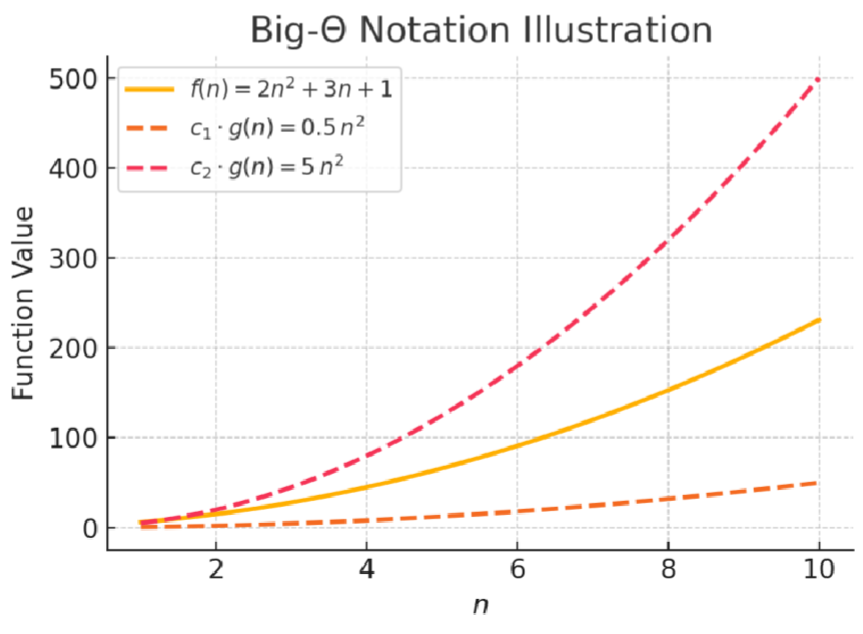 Big-Θ Notation Illustration
f(n) = 2n² + 3n + 1
c₁ · g(n) = 0.5 n²
c₂ · g(n) = 5 n²
Function Value
500
400
300
200
100
0
2 4 6 8 10
n